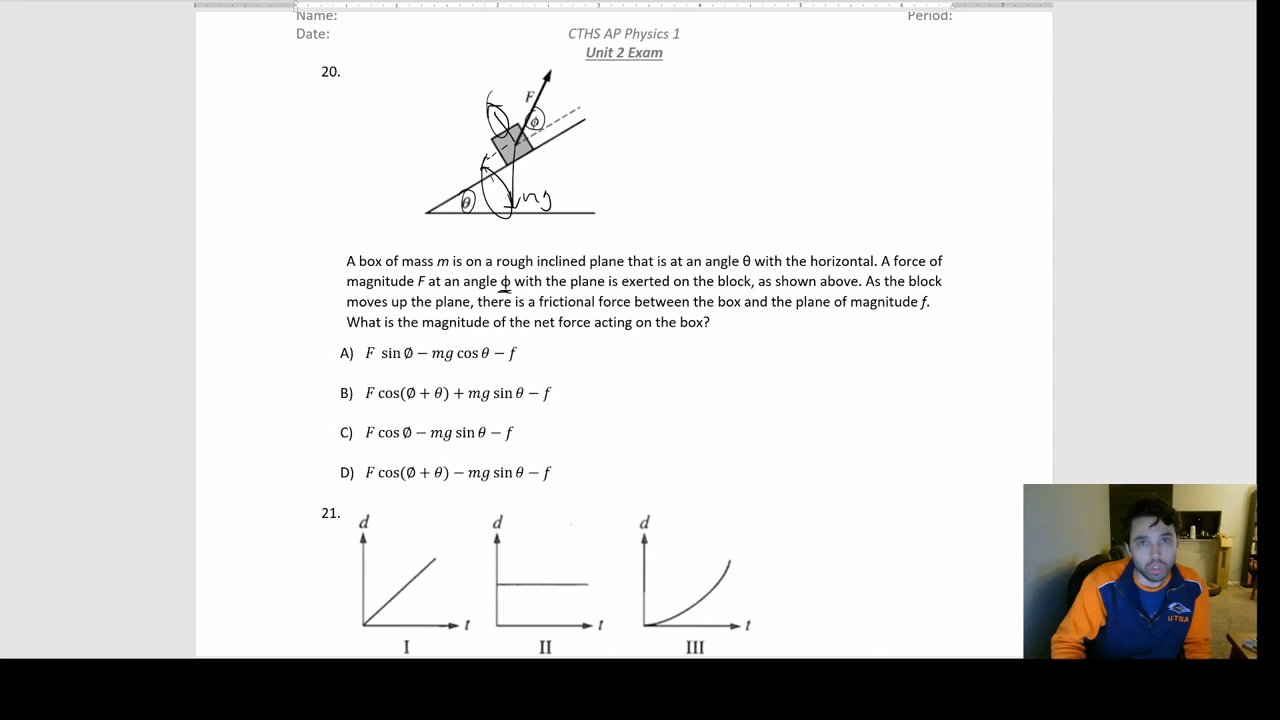 Name:
Period:
Date:
CTHS AP Physics 1
Unit 2 Exam
20.
F
ϕ
θ
mg
A box of mass m is on a rough inclined plane that is at an angle θ with the horizontal. A force of
magnitude F at an angle ϕ with the plane is exerted on the block, as shown above. As the block
moves up the plane, there is a frictional force between the box and the plane of magnitude f.
What is the magnitude of the net force acting on the box?
A) F sin Ø − mg cos θ − f
B) F cos(Ø + θ) + mg sin θ − f
C) F cos Ø − mg sin θ − f
D) F cos(Ø + θ) − mg sin θ − f
21.
d
d
d
t
t
t
I
II
III
UTSA